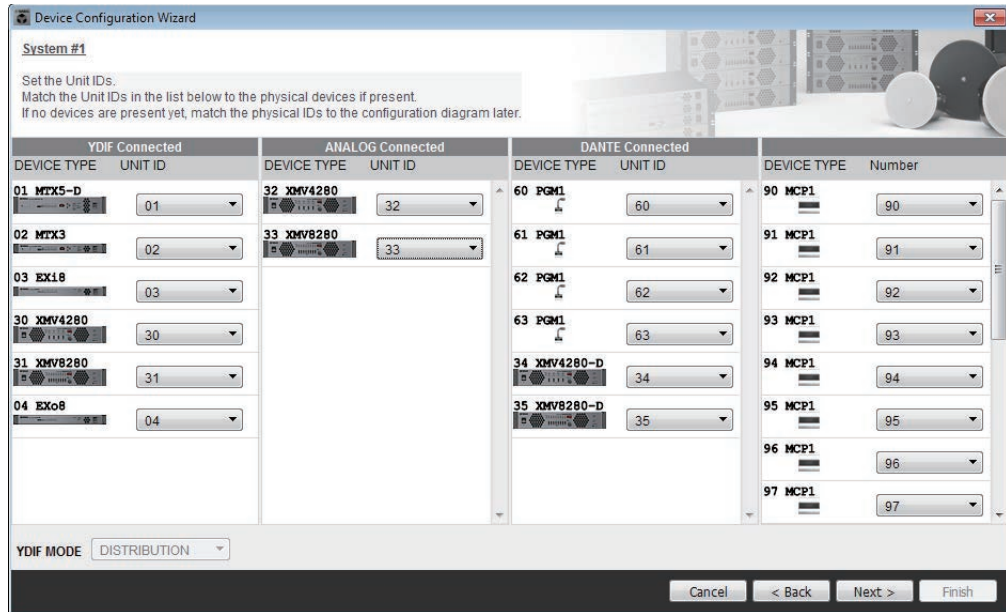 Device Configuration Wizard
System #1
Set the Unit IDs.
Match the Unit IDs in the list below to the physical devices if present.
If no devices are present yet, match the physical IDs to the configuration diagram later.
YDIF Connected
DEVICE TYPE UNIT ID
01 MTX5-D
01
02 MTX3
02
03 EXi8
03
30 XMV4280
30
31 XMV8280
31
04 EXo8
04
ANALOG Connected
DEVICE TYPE UNIT ID
32 XMV4280
32
33 XMV8280
33
DANTE Connected
DEVICE TYPE UNIT ID
60 PGM1
60
61 PGM1
61
62 PGM1
62
63 PGM1
63
34 XMV4280-D
34
35 XMV8280-D
35
DEVICE TYPE Number
90 MCP1
90
91 MCP1
91
92 MCP1
92
93 MCP1
93
94 MCP1
94
95 MCP1
95
96 MCP1
96
97 MCP1
97
YDIF MODE DISTRIBUTION
Cancel < Back Next > Finish